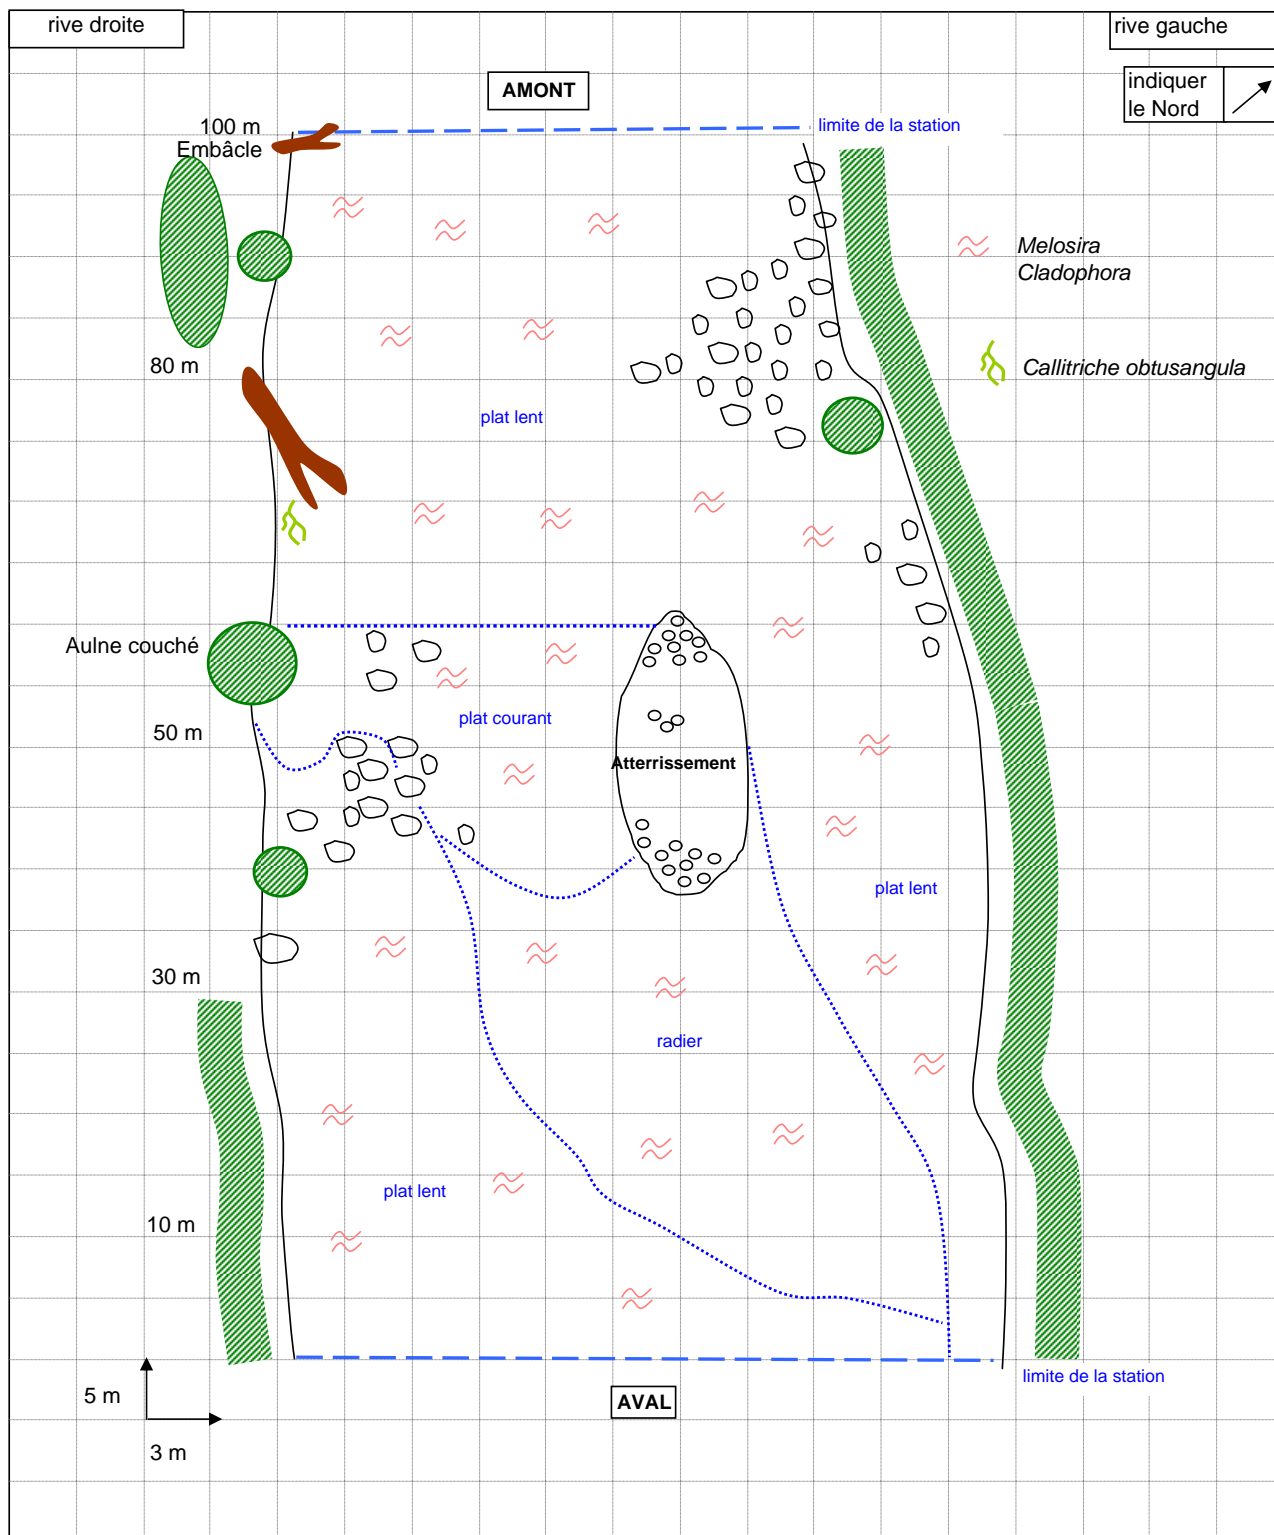 rive droite
rive gauche
AMONT
indiquer
le Nord
100 m
limite de la station
Embâcle
Melosira
Cladophora
80 m
Callitriche obtusangula
plat lent
Aulne couché
plat courant
50 m
Atterrissement
plat lent
30 m
radier
plat lent
10 m
limite de la station
5 m
AVAL
3 m